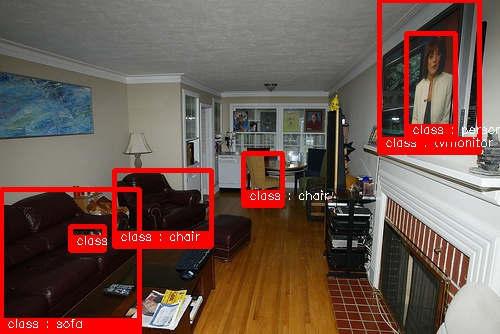 class : person
class : tvmonitor
class : chair
class : chair
class
class : sofa